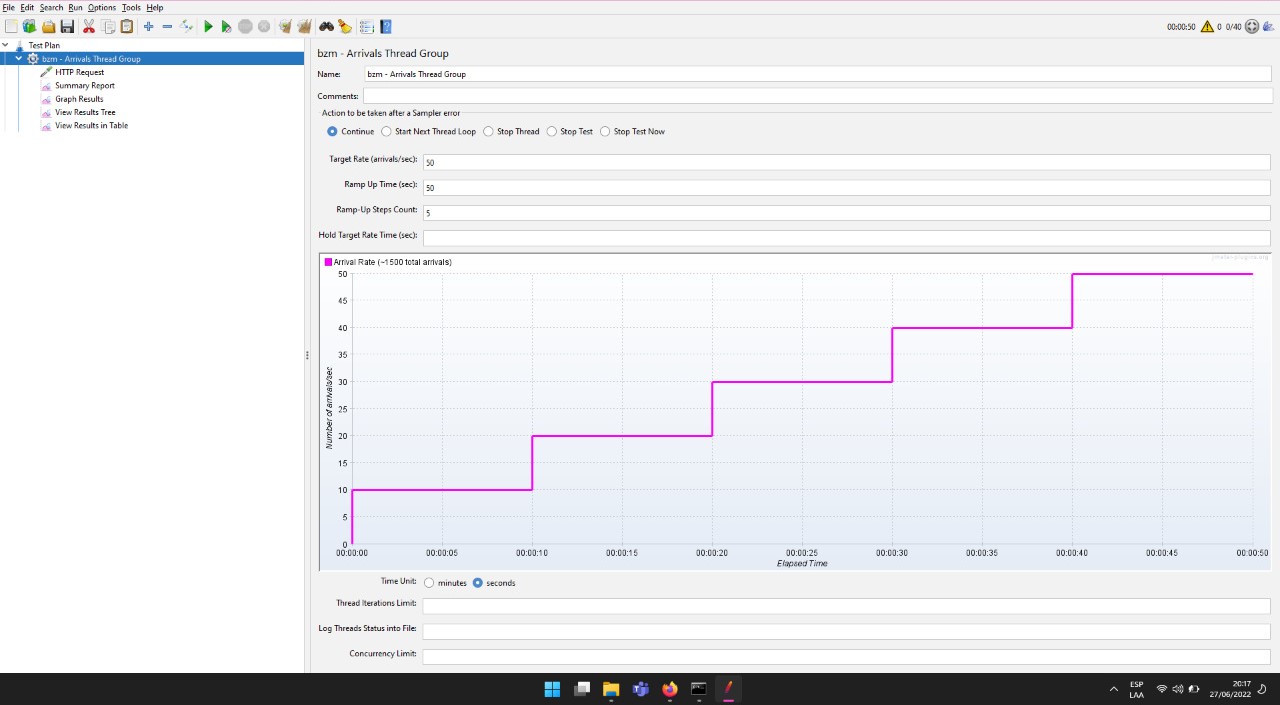 File Edit Search Run Options Tools Help
00:00:50 0 0/40
Test Plan
bzm - Arrivals Thread Group
HTTP Request
Summary Report
Graph Results
View Results Tree
View Results in Table
bzm - Arrivals Thread Group
Name: bzm - Arrivals Thread Group
Comments:
Action to be taken after a Sampler error
Continue Start Next Thread Loop Stop Thread Stop Test Stop Test Now
Target Rate (arrivals/sec): 50
Ramp Up Time (sec): 50
Ramp-Up Steps Count: 5
Hold Target Rate Time (sec):
Arrival Rate (~1500 total arrivals)
50
45
40
35
30
25
20
15
10
5
0
Number of arrivals/sec
00:00:00 00:00:05 00:00:10 00:00:15 00:00:20 00:00:25 00:00:30 00:00:35 00:00:40 00:00:45 00:00:50
Elapsed Time
Time Unit: minutes seconds
Thread Iterations Limit:
Log Threads Status into File:
Concurrency Limit:
ESP
LAA
20:17
27/06/2022